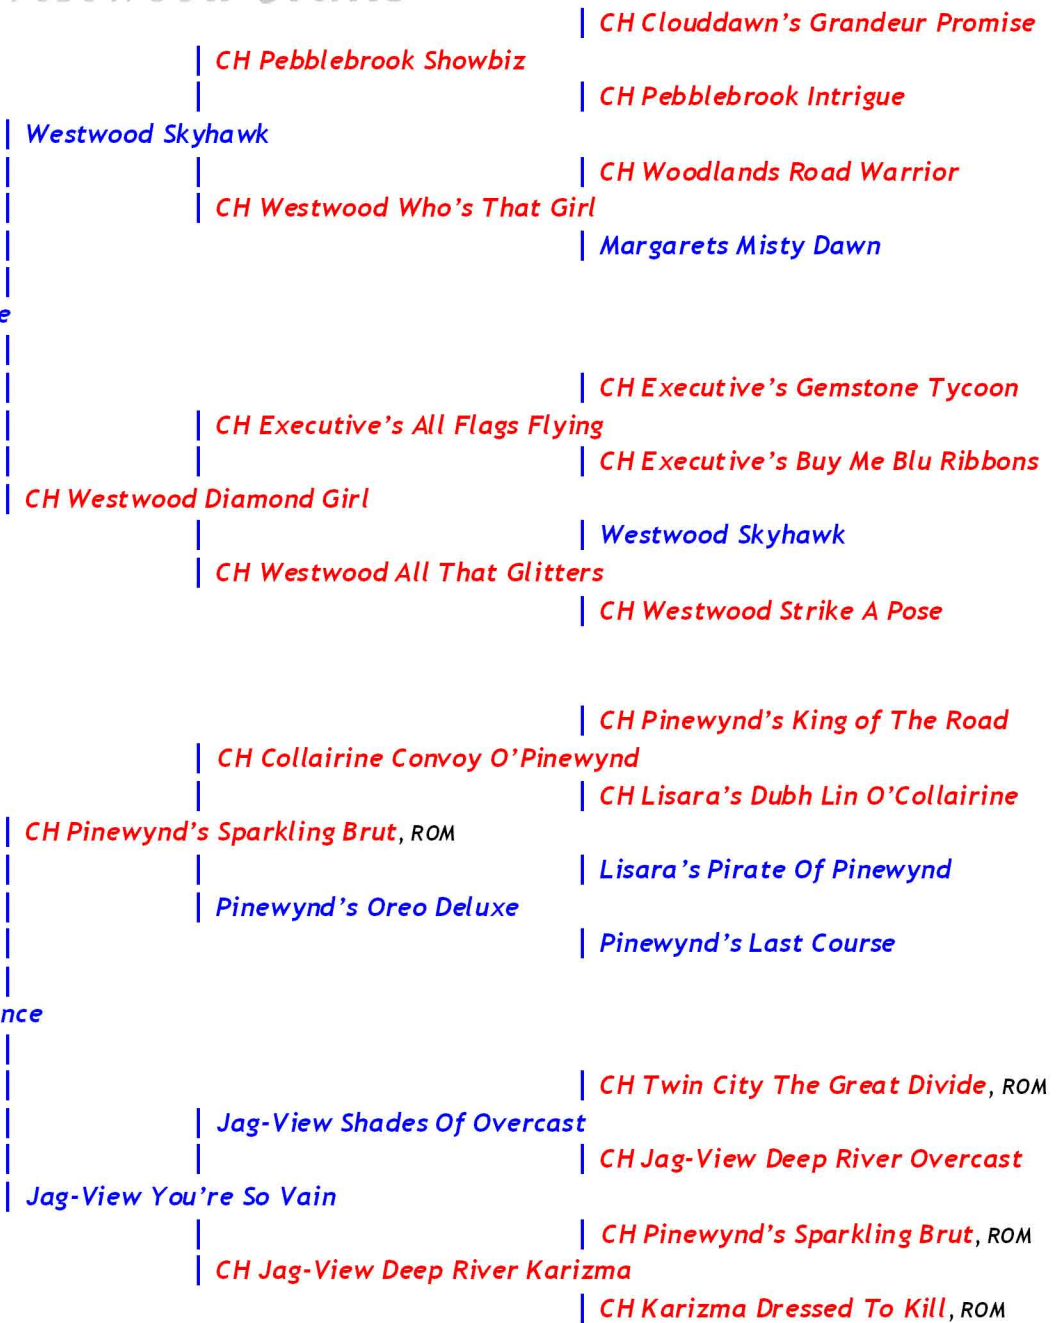 CH Clouddawn's Grandeur Promise
CH Pebblebrook Showbiz
CH Pebblebrook Intrigue
Westwood Skyhawk
CH Woodlands Road Warrior
CH Westwood Who's That Girl
Margarets Misty Dawn
e
CH Executive's Gemstone Tycoon
CH Executive's All Flags Flying
CH Executive's Buy Me Blu Ribbons
CH Westwood Diamond Girl
Westwood Skyhawk
CH Westwood All That Glitters
CH Westwood Strike A Pose
CH Pinewynd's King of The Road
CH Collairine Convoy O'Pinewynd
CH Lisara's Dubh Lin O'Collairine
CH Pinewynd's Sparkling Brut, ROM
Lisara's Pirate Of Pinewynd
Pinewynd's Oreo Deluxe
Pinewynd's Last Course
nce
CH Twin City The Great Divide, ROM
Jag-View Shades Of Overcast
CH Jag-View Deep River Overcast
Jag-View You're So Vain
CH Pinewynd's Sparkling Brut, ROM
CH Jag-View Deep River Karizma
CH Karizma Dressed To Kill, ROM